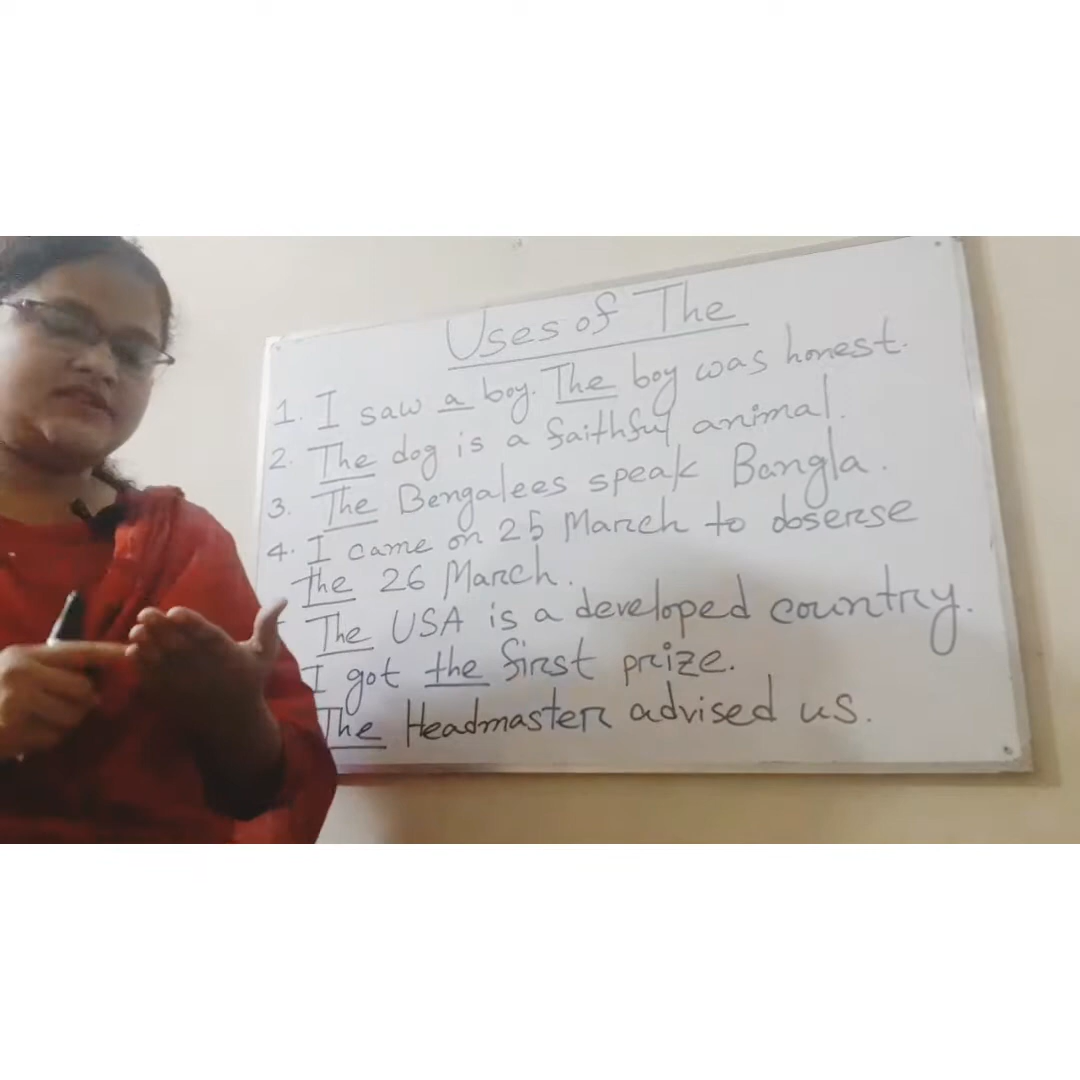 Uses of The
1. I saw a boy. The boy was honest.
2. The dog is a faithful animal.
3. The Bengalees speak Bangla.
4. I came on 25 March to obserse
the 26 March.
The USA is a developed country.
I got the first prize.
The Headmaster advised us.